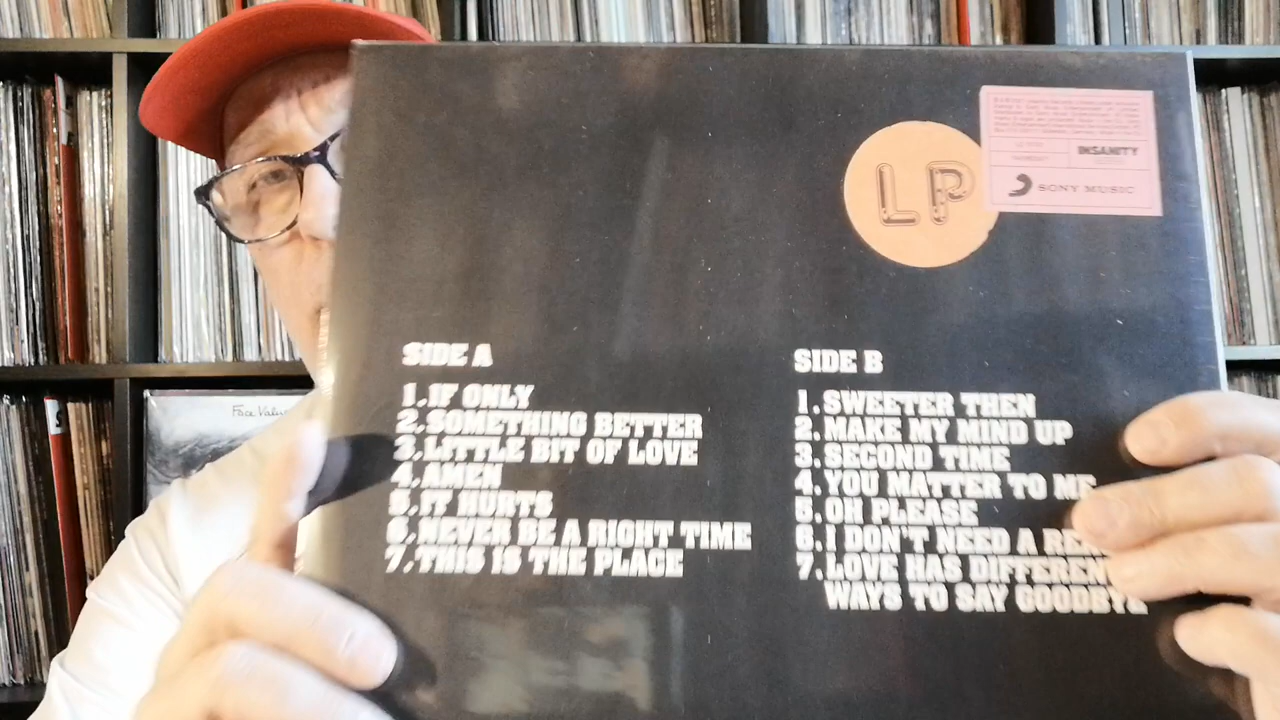 LP
INSANITY
SONY MUSIC
SIDE A
1. IF ONLY
2. SOMETHING BETTER
3. LITTLE BIT OF LOVE
4. AMEN
5. IT HURTS
6. NEVER BE A RIGHT TIME
7. THIS IS THE PLACE
SIDE B
1. SWEETER THEN
2. MAKE MY MIND UP
3. SECOND TIME
4. YOU MATTER TO ME
5. OH PLEASE
6. I DON'T NEED A
7. LOVE HAS DIFFERENT
WAYS TO SAY GOODBYE
Face Value